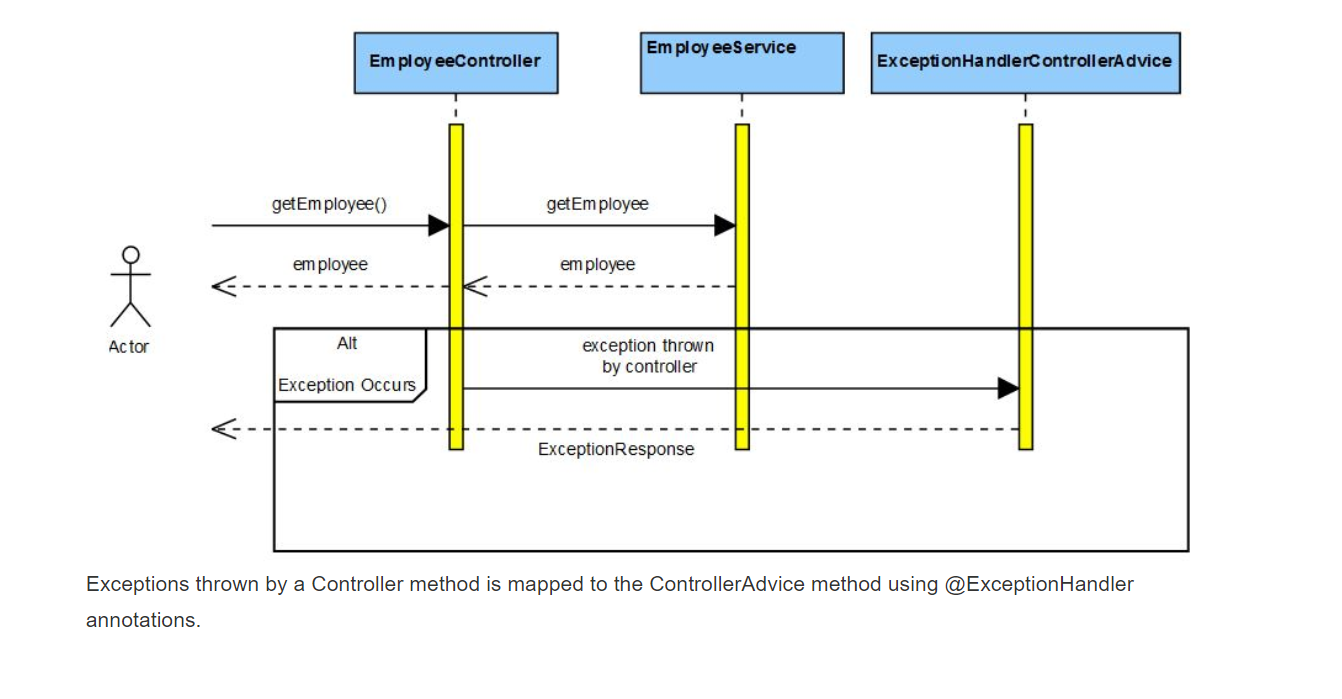 EmployeeController
EmployeeService
ExceptionHandlerControllerAdvice
getEmployee()
getEmployee
employee
employee
Actor
Alt
Exception Occurs
exception thrown
by controller
ExceptionResponse
Exceptions thrown by a Controller method is mapped to the ControllerAdvice method using @ExceptionHandler
annotations.